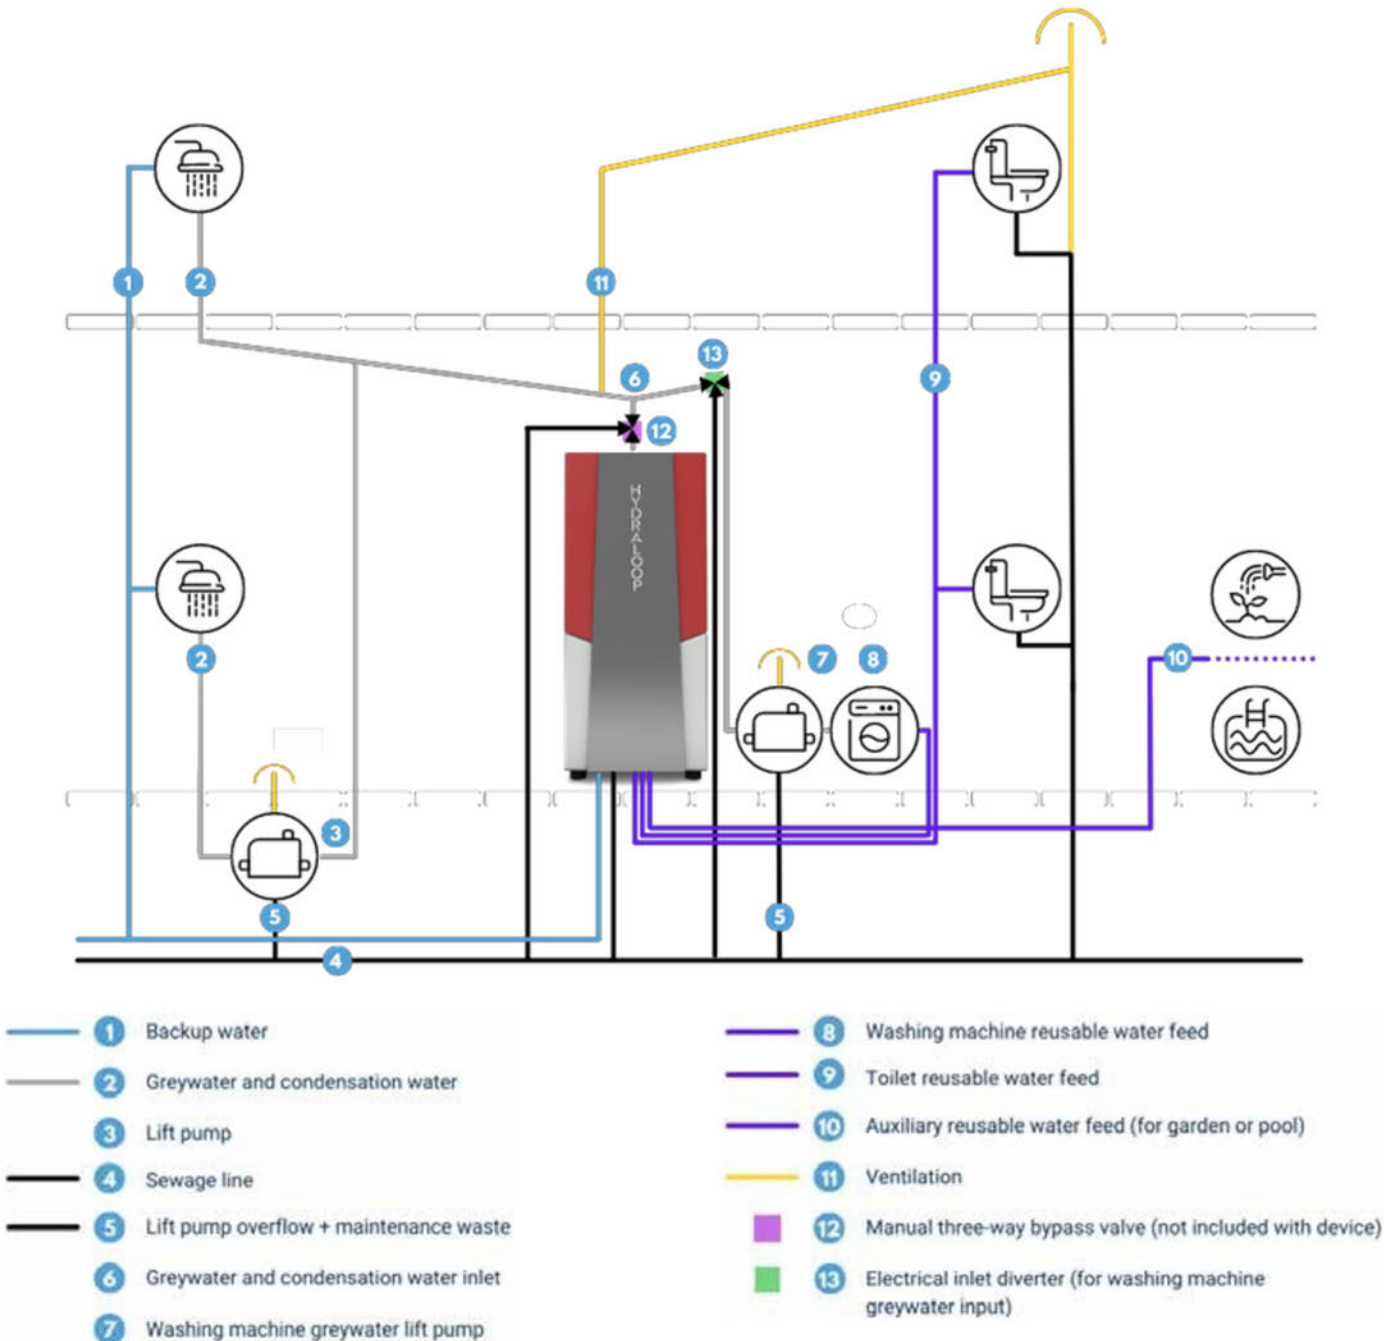 1
2
11
13
6
9
12
HYDRALOOP
2
7
8
10
3
5
5
4
1 Backup water
2 Greywater and condensation water
3 Lift pump
4 Sewage line
5 Lift pump overflow + maintenance waste
6 Greywater and condensation water inlet
7 Washing machine greywater lift pump
8 Washing machine reusable water feed
9 Toilet reusable water feed
10 Auxiliary reusable water feed (for garden or pool)
11 Ventilation
12 Manual three-way bypass valve (not included with device)
13 Electrical inlet diverter (for washing machine
greywater input)